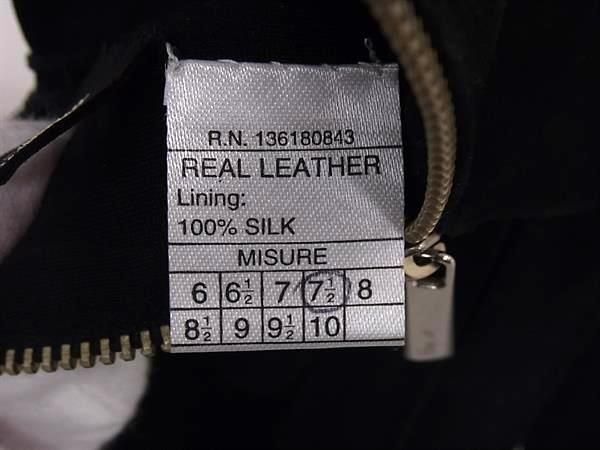 R.N. 136180843
REAL LEATHER
Lining:
100% SILK
MISURE
6 6½ 7 7½ 8
8½ 9 9½ 10